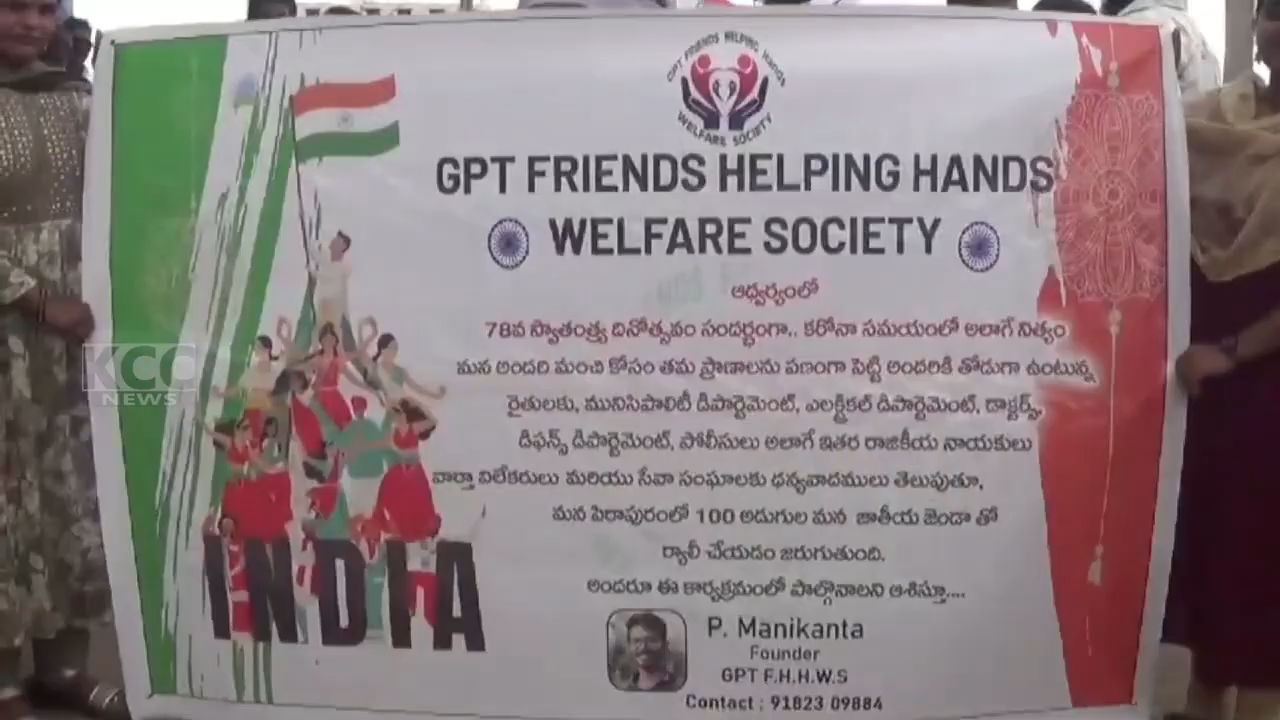 GPT FRIENDS HELPING HANDS
WELFARE SOCIETY
GPT FRIENDS HELPING HANDS
WELFARE SOCIETY
ఆధ్వర్యంలో
78వ స్వాతంత్ర్య దినోత్సవం సందర్భంగా.. కరోనా సమయంలో అలాగే నిత్యం
మన అందరి మంచి కోసం తమ ప్రాణాలను పణంగా పెట్టి అందరికి తోడుగా ఉంటున్న
రైతులకు, మునిసిపాలిటీ డిపార్ట్మెంట్, ఎలక్ట్రికల్ డిపార్ట్మెంట్, డాక్టర్స్,
డిఫన్స్ డిపార్ట్మెంట్, పోలీసులు అలాగే ఇతర రాజకీయ నాయకులు
వార్తా విలేకరులు మరియు సేవా సంఘాలకు ధన్యవాదములు తెలుపుతూ,
మన పిఠాపురంలో 100 అడుగుల మన జాతీయ జెండా తో
ర్యాలీ చేయడం జరుగుతుంది.
అందరూ ఈ కార్యక్రమంలో పాల్గొనాలని ఆశిస్తూ....
INDIA
P. Manikanta
Founder
GPT F.H.H.W.S
Contact : 91823 09884
KCC
NEWS